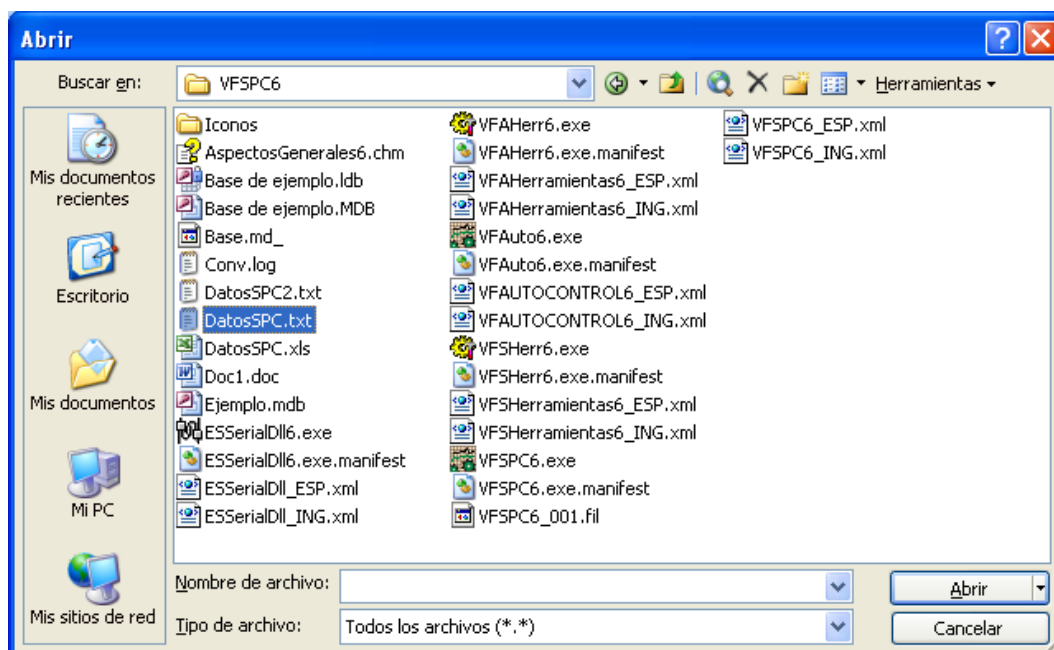 Abrir
Buscar en: VFSPC6 Herramientas
Mis documentos recientes
Escritorio
Mis documentos
Mi PC
Mis sitios de red
Iconos
AspectosGenerales6.chm
Base de ejemplo.ldb
Base de ejemplo.MDB
Base.md_
Conv.log
DatosSPC2.txt
DatosSPC.txt
DatosSPC.xls
Doc1.doc
Ejemplo.mdb
ESSerialDll6.exe
ESSerialDll6.exe.manifest
ESSerialDll_ESP.xml
ESSerialDll_ING.xml
VFAHerr6.exe
VFAHerr6.exe.manifest
VFAHerramientas6_ESP.xml
VFAHerramientas6_ING.xml
VFAuto6.exe
VFAuto6.exe.manifest
VFAUTOCONTROL6_ESP.xml
VFAUTOCONTROL6_ING.xml
VFSHerr6.exe
VFSHerr6.exe.manifest
VFSHerramientas6_ESP.xml
VFSHerramientas6_ING.xml
VFSPC6.exe
VFSPC6.exe.manifest
VFSPC6_001.fil
VFSPC6_ESP.xml
VFSPC6_ING.xml
Nombre de archivo:
Abrir
Tipo de archivo: Todos los archivos (*.*)
Cancelar